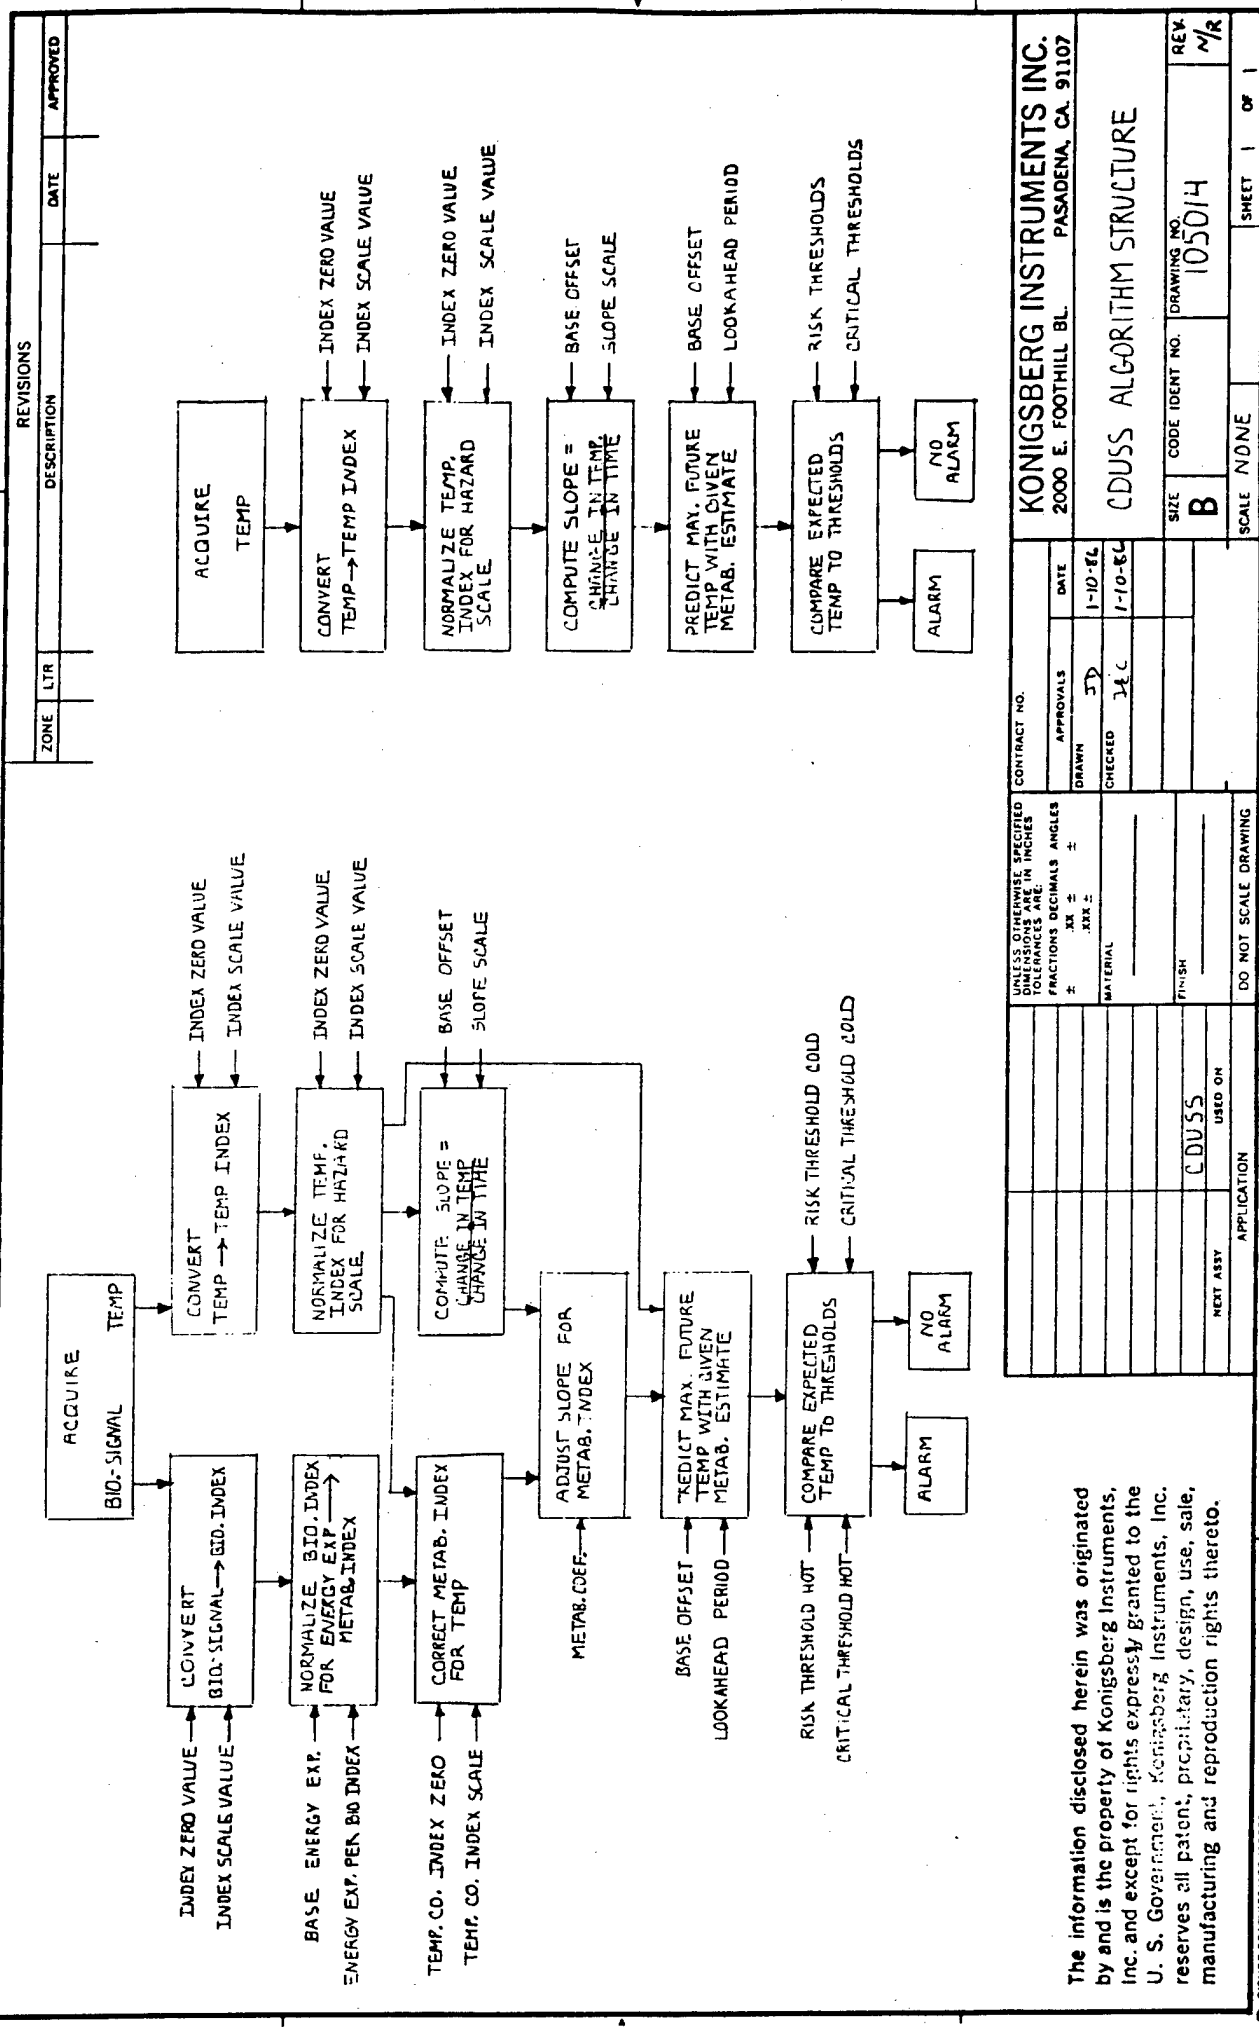 REVISIONS
ZONE LTR DESCRIPTION DATE APPROVED
ACQUIRE
BIO.-SIGNAL TEMP
INDEX ZERO VALUE
INDEX SCALE VALUE
CONVERT
BIO.-SIGNAL → BIO. INDEX
CONVERT
TEMP → TEMP INDEX
INDEX ZERO VALUE
INDEX SCALE VALUE
BASE ENERGY EXP.
ENERGY EXP. PER BIO INDEX
NORMALIZE BIO. INDEX
FOR ENERGY EXP →
METAB. INDEX
NORMALIZE TEMP.
INDEX FOR HAZARD
SCALE
INDEX ZERO VALUE
INDEX SCALE VALUE
TEMP. CO. INDEX ZERO
TEMP. CO. INDEX SCALE
CORRECT METAB. INDEX
FOR TEMP
COMPUTE SLOPE =
CHANGE IN TEMP
CHANGE IN TIME
BASE OFFSET
SLOPE SCALE
METAB. COEF.
ADJUST SLOPE FOR
METAB. INDEX
BASE OFFSET
LOOKAHEAD PERIOD
PREDICT MAX. FUTURE
TEMP WITH GIVEN
METAB. ESTIMATE
RISK THRESHOLD HOT
CRITICAL THRESHOLD HOT
COMPARE EXPECTED
TEMP TO THRESHOLDS
RISK THRESHOLD COLD
CRITICAL THRESHOLD COLD
ALARM
NO
ALARM
ACQUIRE
TEMP
CONVERT
TEMP → TEMP INDEX
INDEX ZERO VALUE
INDEX SCALE VALUE
NORMALIZE TEMP.
INDEX FOR HAZARD
SCALE
INDEX ZERO VALUE
INDEX SCALE VALUE
COMPUTE SLOPE =
CHANGE IN TEMP.
CHANGE IN TIME
BASE OFFSET
SLOPE SCALE
PREDICT MAX. FUTURE
TEMP WITH GIVEN
METAB. ESTIMATE
BASE OFFSET
LOOKAHEAD PERIOD
COMPARE EXPECTED
TEMP TO THRESHOLDS
RISK THRESHOLDS
CRITICAL THRESHOLDS
ALARM
NO
ALARM
The information disclosed herein was originated
by and is the property of Konigsberg Instruments,
Inc. and except for rights expressly granted to the
U. S. Government, Konigsberg Instruments, Inc.
reserves all patent, proprietary, design, use, sale,
manufacturing and reproduction rights thereto.
CDUSS
NEXT ASSY USED ON
APPLICATION
UNLESS OTHERWISE SPECIFIED
DIMENSIONS ARE IN INCHES
TOLERANCES ARE:
FRACTIONS DECIMALS ANGLES
± .XX ± ±
.XXX ±
MATERIAL
FINISH
DO NOT SCALE DRAWING
CONTRACT NO.
APPROVALS DATE
DRAWN JD 1-10-86
CHECKED 1-10-86
KONIGSBERG INSTRUMENTS INC.
2000 E. FOOTHILL BL. PASADENA, CA. 91107
CDUSS ALGORITHM STRUCTURE
SIZE CODE IDENT NO. DRAWING NO. REV.
B 105014 N/R
SCALE NONE SHEET 1 OF 1